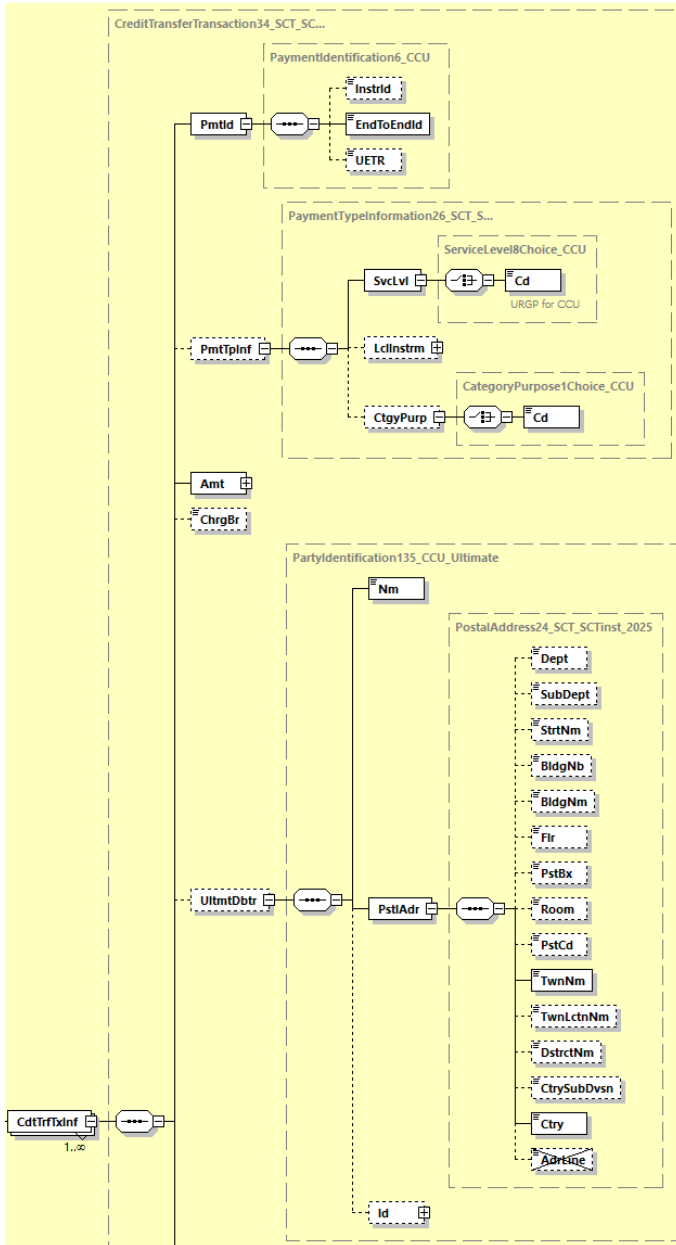 CreditTransferTransaction34_SCT_SC...
PaymentIdentification6_CCU
InstrId
PmtId
EndToEndId
UETR
PaymentTypeInformation26_SCT_S...
ServiceLevel8Choice_CCU
SvcLvl
Cd
URGP for CCU
PmtTpInf
LclInstrm
CategoryPurpose1Choice_CCU
CtgyPurp
Cd
Amt
ChrgBr
PartyIdentification135_CCU_Ultimate
Nm
PostalAddress24_SCT_SCTinst_2025
Dept
SubDept
StrtNm
BldgNb
BldgNm
Flr
PstBx
UltmtDbtr
PstlAdr
Room
PstCd
TwnNm
TwnLctnNm
DstrctNm
CtrySubDvsn
CdtTrfTxInf
1..∞
Ctry
AdrLine
Id